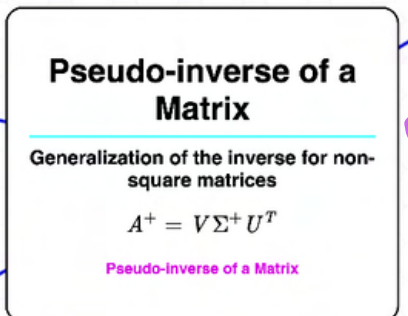 Pseudo-inverse of a
Matrix
Generalization of the inverse for non-
square matrices
A⁺ = VΣ⁺Uᵀ
Pseudo-inverse of a Matrix